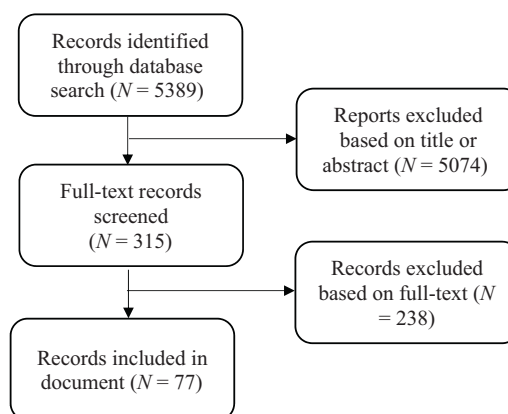 Records identified
through database
search (N = 5389)
Reports excluded
based on title or
abstract (N = 5074)
Full-text records
screened
(N = 315)
Records excluded
based on full-text (N
= 238)
Records included in
document (N = 77)